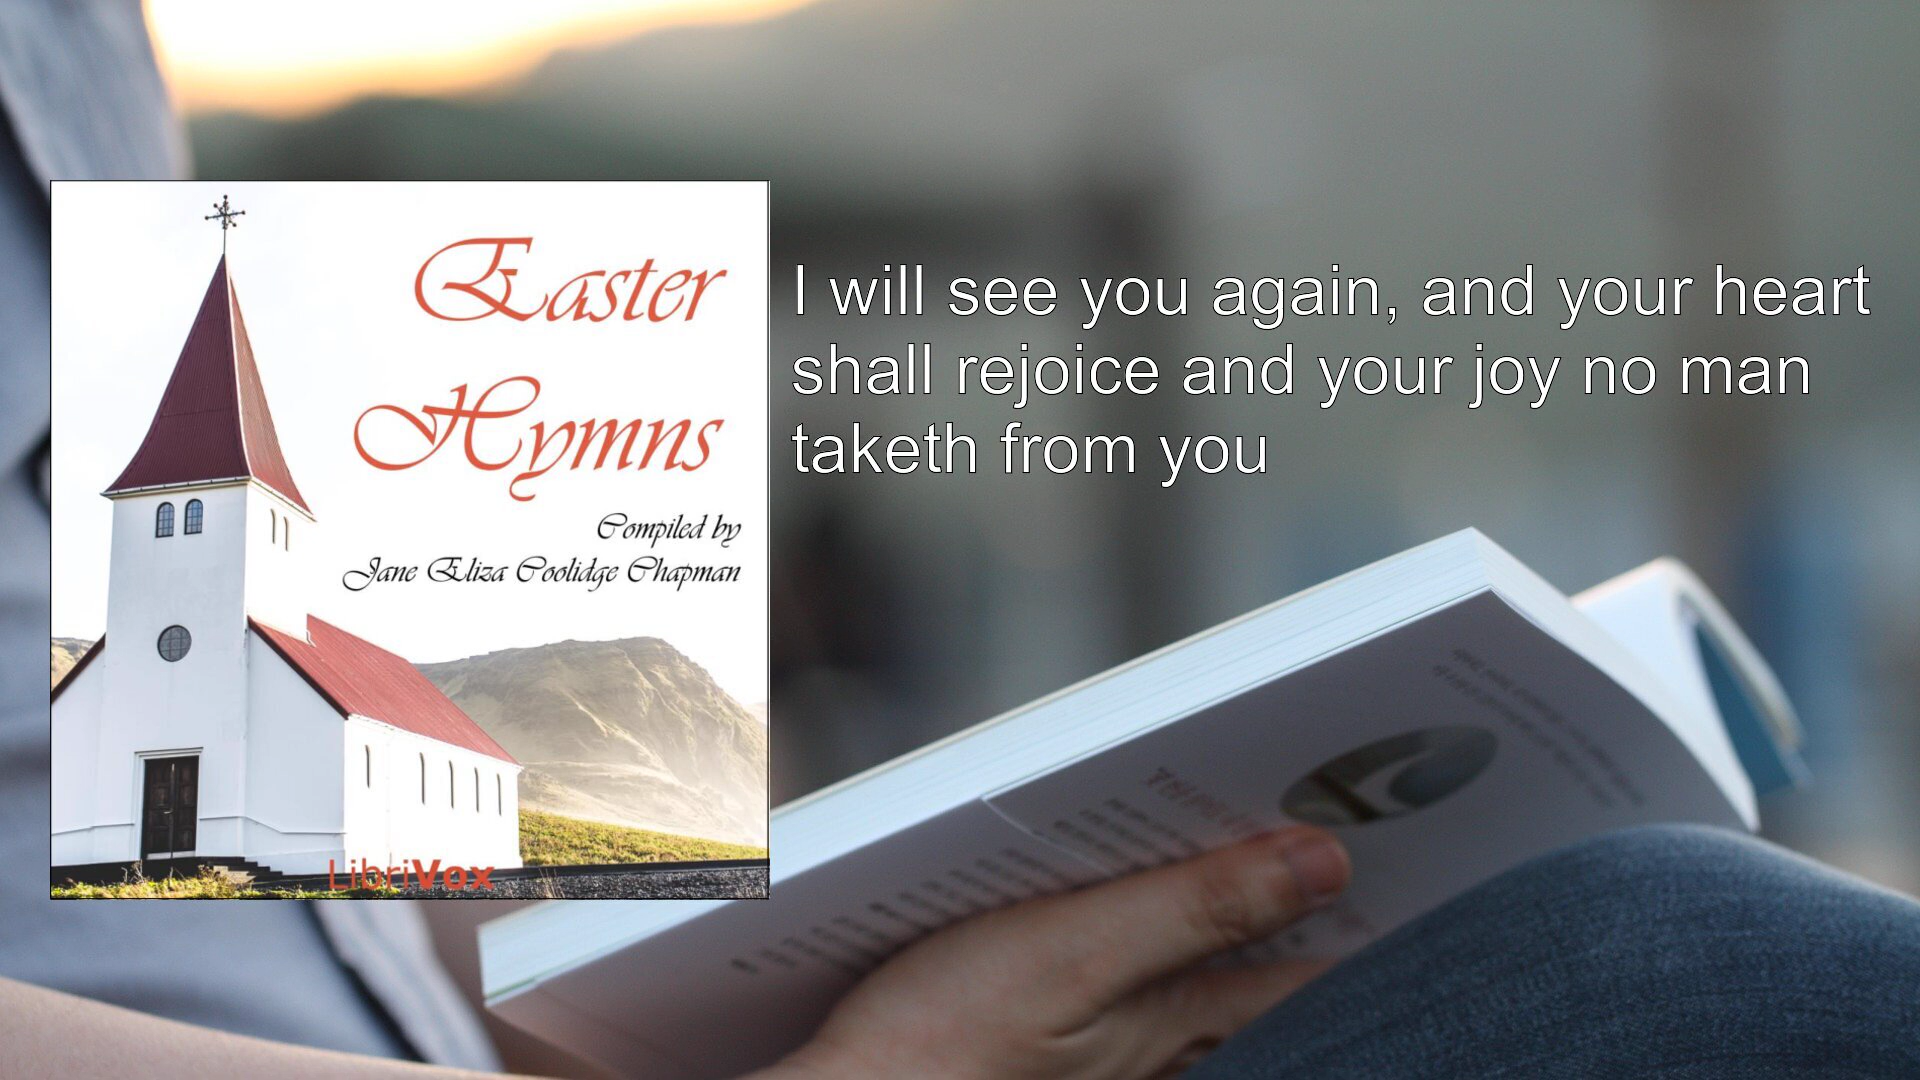 Easter
Hymns
Compiled by
Jane Eliza Coolidge Chapman
LibriVox
I will see you again, and your heart
shall rejoice and your joy no man
taketh from you